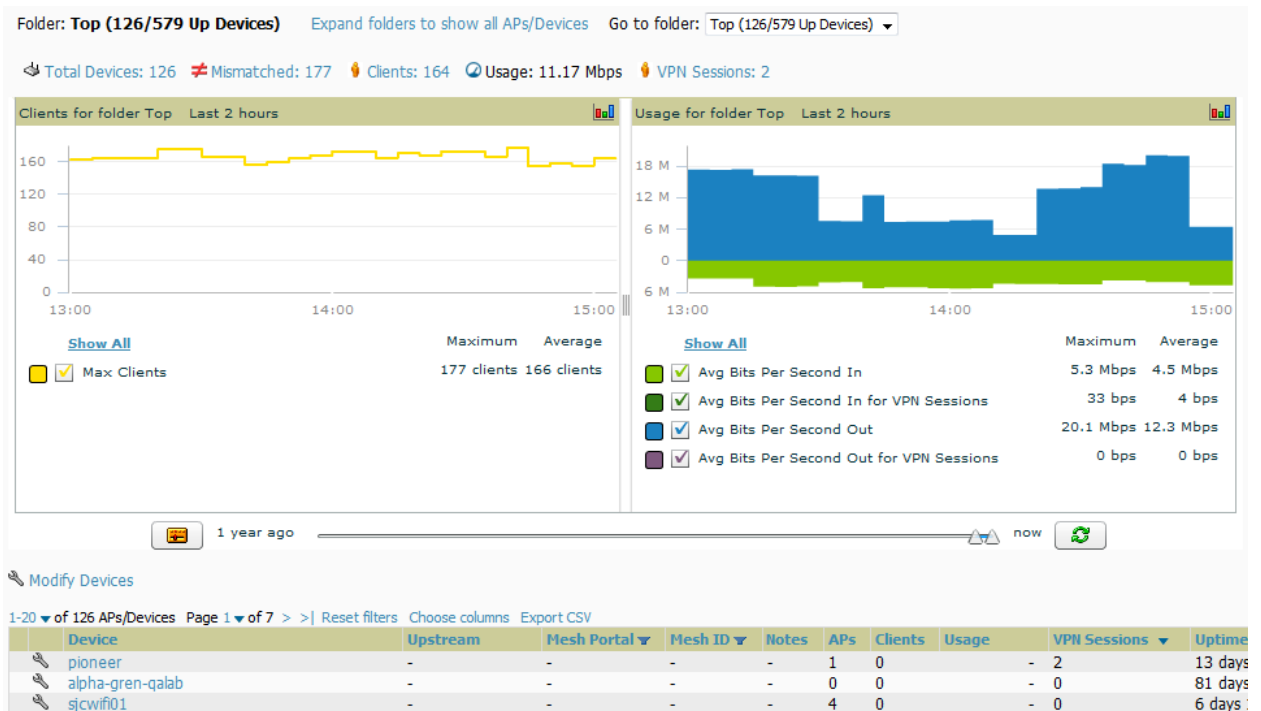 Folder: Top (126/579 Up Devices) Expand folders to show all APs/Devices Go to folder: Top (126/579 Up Devices)
Total Devices: 126 Mismatched: 177 Clients: 164 Usage: 11.17 Mbps VPN Sessions: 2
Clients for folder Top Last 2 hours
160
120
80
40
0
13:00 14:00 15:00
Show All Maximum Average
Max Clients 177 clients 166 clients
Usage for folder Top Last 2 hours
18 M
12 M
6 M
0
6 M
13:00 14:00 15:00
Show All Maximum Average
Avg Bits Per Second In 5.3 Mbps 4.5 Mbps
Avg Bits Per Second In for VPN Sessions 33 bps 4 bps
Avg Bits Per Second Out 20.1 Mbps 12.3 Mbps
Avg Bits Per Second Out for VPN Sessions 0 bps 0 bps
1 year ago now
Modify Devices
1-20 of 126 APs/Devices Page 1 of 7 > >| Reset filters Choose columns Export CSV
Device Upstream Mesh Portal Mesh ID Notes APs Clients Usage VPN Sessions Uptime
pioneer - - - - 1 0 - 2 13 days
alpha-gren-qalab - - - - 0 0 - 0 81 days
sjcwifi01 - - - - 4 0 - 0 6 days